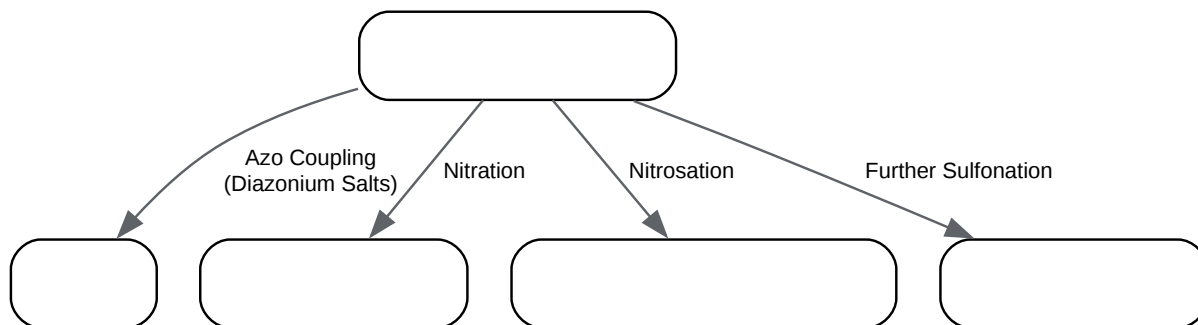 Azo Coupling
(Diazonium Salts)
Nitration
Nitrosation
Further Sulfonation